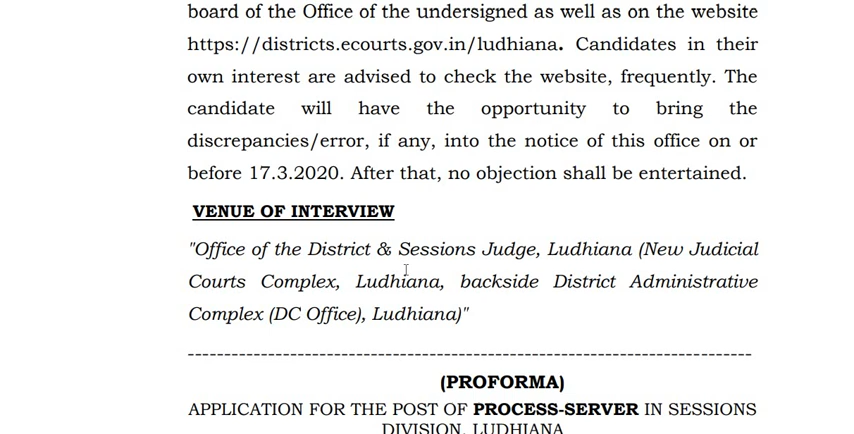 board of the Office of the undersigned as well as on the website
https://districts.ecourts.gov.in/ludhiana. Candidates in their
own interest are advised to check the website, frequently. The
candidate will have the opportunity to bring the
discrepancies/error, if any, into the notice of this office on or
before 17.3.2020. After that, no objection shall be entertained.
VENUE OF INTERVIEW
"Office of the District & Sessions Judge, Ludhiana (New Judicial
Courts Complex, Ludhiana, backside District Administrative
Complex (DC Office), Ludhiana)"
--------------------------------------------------------------------------------
(PROFORMA)
APPLICATION FOR THE POST OF PROCESS-SERVER IN SESSIONS
DIVISION, LUDHIANA